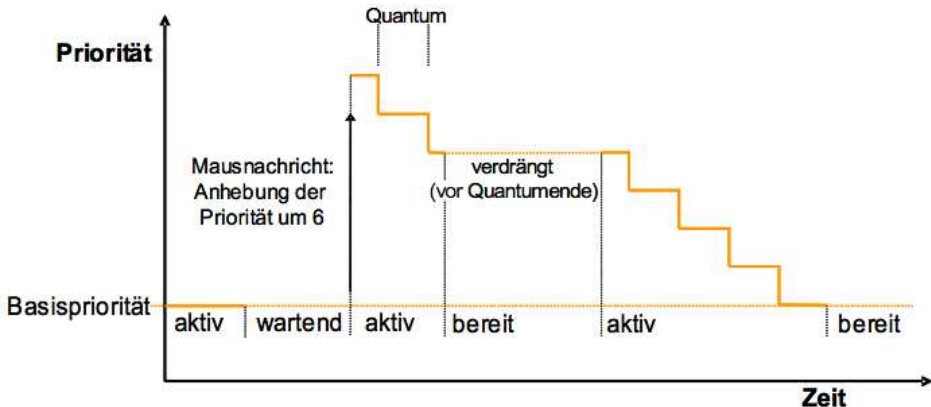 Quantum
Priorität
Mausnachricht:
Anhebung der
Priorität um 6
verdrängt
(vor Quantumende)
Basispriorität
aktiv
wartend
aktiv
bereit
aktiv
bereit
Zeit